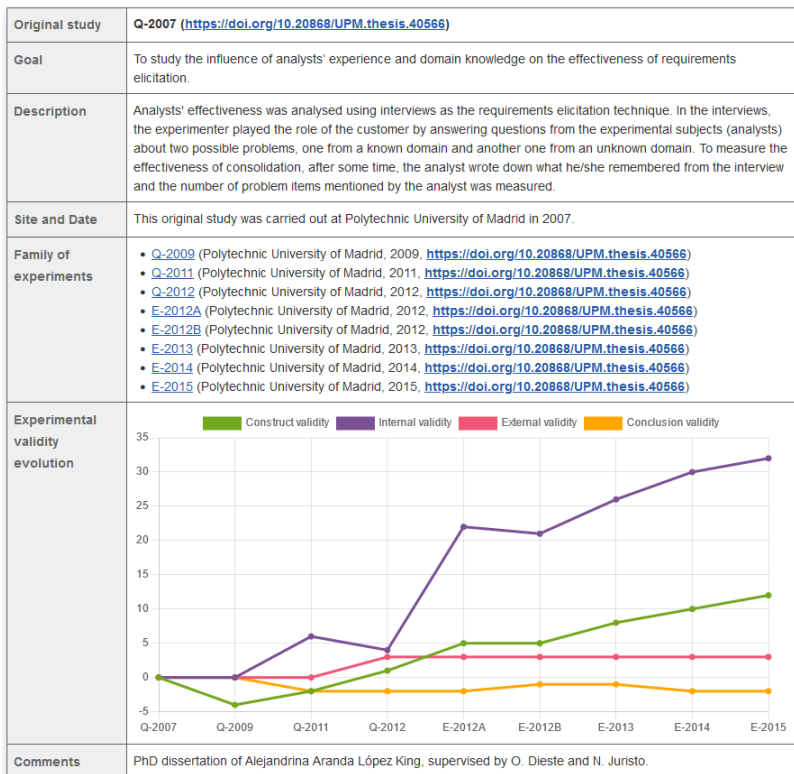 Original study
Q-2007 (https://doi.org/10.20868/UPM.thesis.40566)
Goal
To study the influence of analysts' experience and domain knowledge on the effectiveness of requirements
elicitation.
Description
Analysts' effectiveness was analysed using interviews as the requirements elicitation technique. In the interviews,
the experimenter played the role of the customer by answering questions from the experimental subjects (analysts)
about two possible problems, one from a known domain and another one from an unknown domain. To measure the
effectiveness of consolidation, after some time, the analyst wrote down what he/she remembered from the interview
and the number of problem items mentioned by the analyst was measured.
Site and Date
This original study was carried out at Polytechnic University of Madrid in 2007.
Family of
experiments
• Q-2009 (Polytechnic University of Madrid, 2009, https://doi.org/10.20868/UPM.thesis.40566)
• Q-2011 (Polytechnic University of Madrid, 2011, https://doi.org/10.20868/UPM.thesis.40566)
• Q-2012 (Polytechnic University of Madrid, 2012, https://doi.org/10.20868/UPM.thesis.40566)
• E-2012A (Polytechnic University of Madrid, 2012, https://doi.org/10.20868/UPM.thesis.40566)
• E-2012B (Polytechnic University of Madrid, 2012, https://doi.org/10.20868/UPM.thesis.40566)
• E-2013 (Polytechnic University of Madrid, 2013, https://doi.org/10.20868/UPM.thesis.40566)
• E-2014 (Polytechnic University of Madrid, 2014, https://doi.org/10.20868/UPM.thesis.40566)
• E-2015 (Polytechnic University of Madrid, 2015, https://doi.org/10.20868/UPM.thesis.40566)
Experimental
validity
evolution
Construct validity Internal validity External validity Conclusion validity
35
30
25
20
15
10
5
0
-5
Q-2007 Q-2009 Q-2011 Q-2012 E-2012A E-2012B E-2013 E-2014 E-2015
Comments
PhD dissertation of Alejandrina Aranda López King, supervised by O. Dieste and N. Juristo.